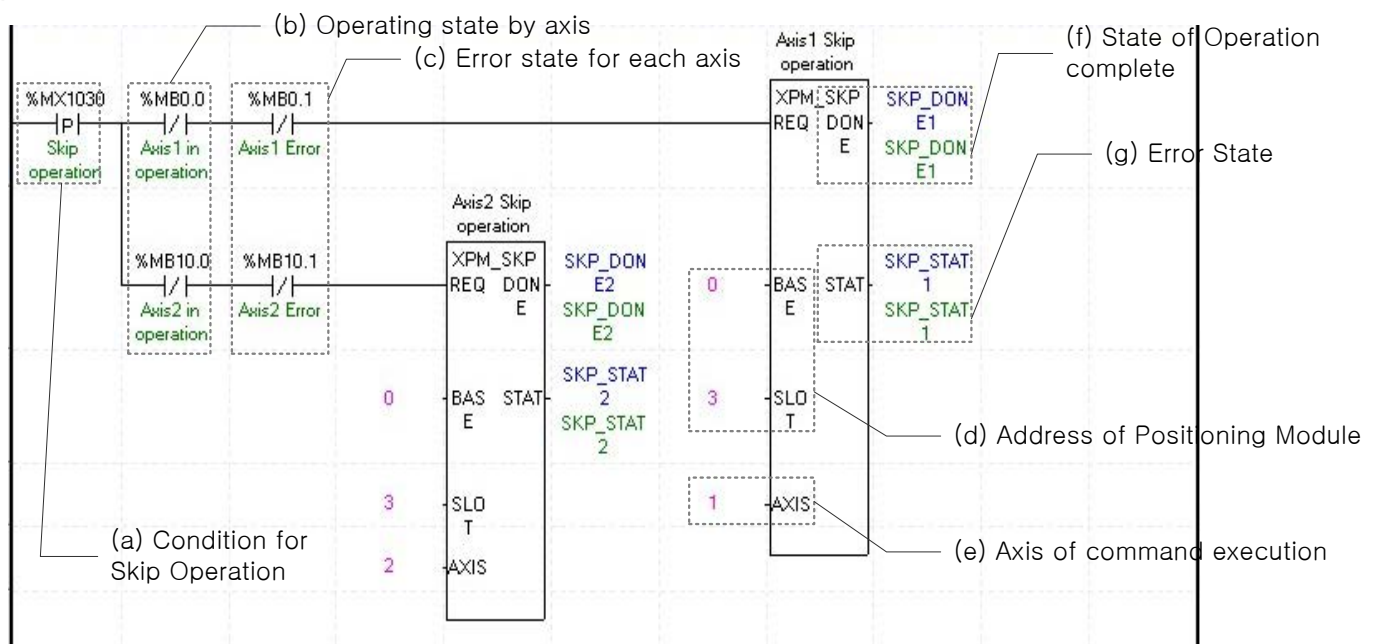 (b) Operating state by axis
(c) Error state for each axis
Axis1 Skip
operation
(f) State of Operation
complete
%MX1030
%MB0.0
%MB0.1
P
Skip
operation
Axis1 in
operation
Axis1 Error
XPM_SKP
REQ DON
E
SKP_DON
E1
SKP_DON
E1
(g) Error State
Axis2 Skip
operation
%MB10.0
%MB10.1
Axis2 in
operation
Axis2 Error
XPM_SKP
REQ DON
E
SKP_DON
E2
SKP_DON
E2
0
BAS STAT
E
SKP_STAT
1
SKP_STAT
1
0
BAS STAT
E
SKP_STAT
2
SKP_STAT
2
3
SLO
T
(d) Address of Positioning Module
3
SLO
T
1
AXIS
(a) Condition for
Skip Operation
2
AXIS
(e) Axis of command execution